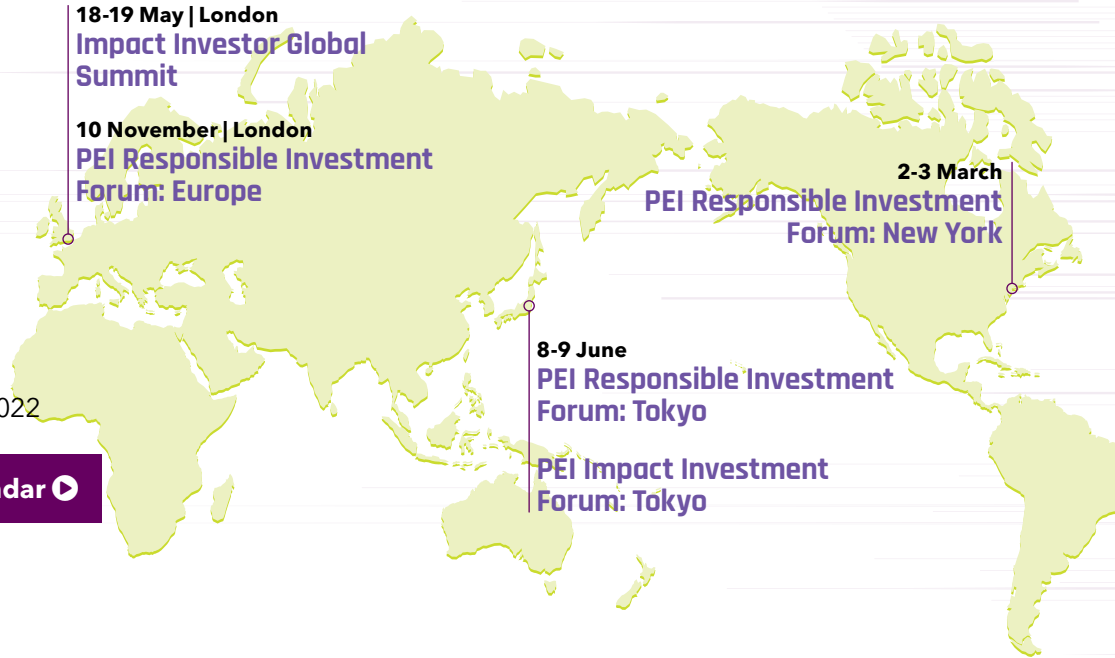 18-19 May | London
Impact Investor Global
Summit
10 November | London
PEI Responsible Investment
Forum: Europe
2-3 March
PEI Responsible Investment
Forum: New York
8-9 June
PEI Responsible Investment
Forum: Tokyo
PEI Impact Investment
Forum: Tokyo
022
dar